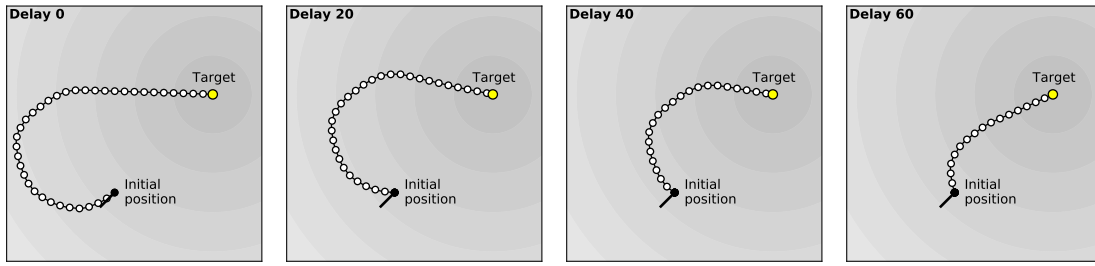 Delay 0
Target
Initial
position
Delay 20
Target
Initial
position
Delay 40
Target
Initial
position
Delay 60
Target
Initial
position